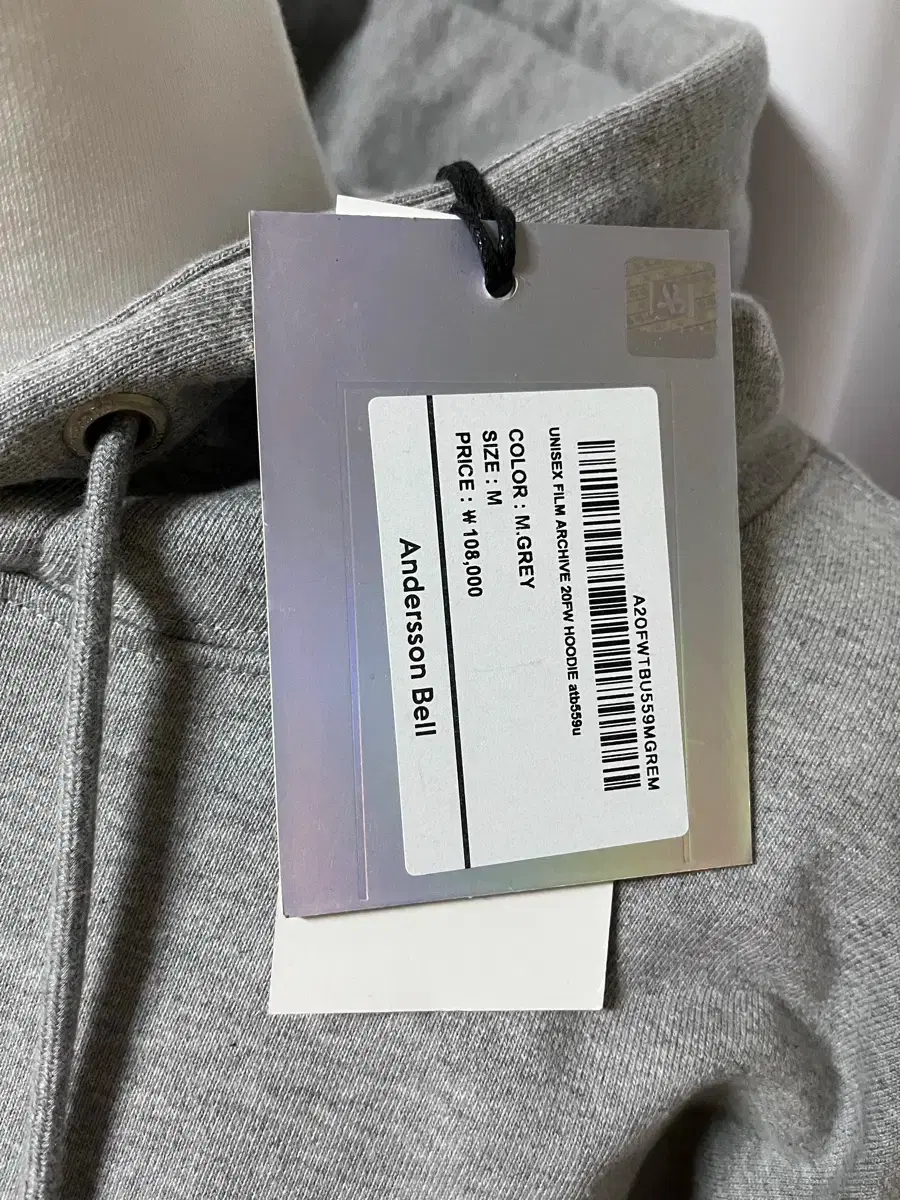 A20FWTBU559MGREM
UNISEX FILM ARCHIVE 20FW HOODIE atb559u
COLOR : M.GREY
SIZE : M
PRICE : ₩ 108,000
Andersson Bell